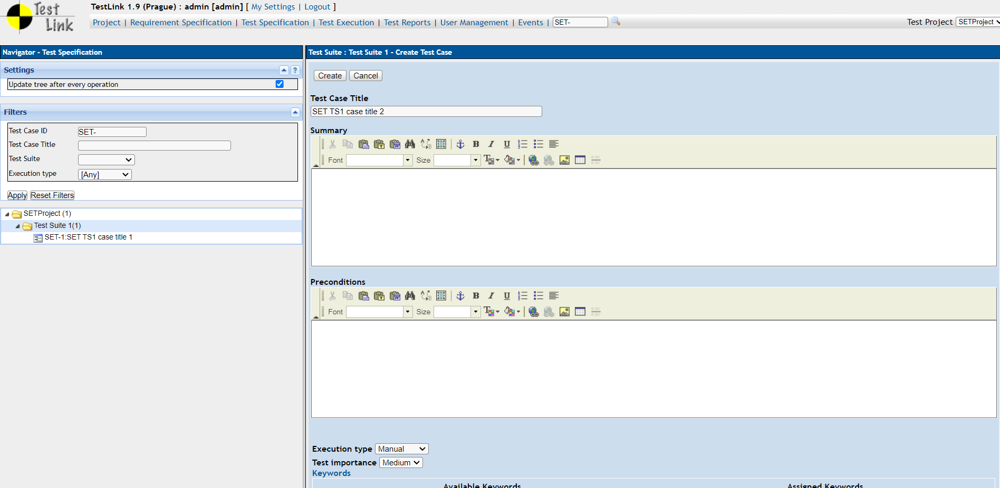 Test Link
TestLink 1.9 (Prague) : admin [admin] [ My Settings | Logout ]
Project | Requirement Specification | Test Specification | Test Execution | Test Reports | User Management | Events | SET-
Test Project SETProject
Navigator - Test Specification
Settings
?
Update tree after every operation
Filters
Test Case ID SET-
Test Case Title
Test Suite
Execution type [Any]
Apply Reset Filters
SETProject (1)
Test Suite 1(1)
SET-1:SET TS1 case title 1
Test Suite : Test Suite 1 - Create Test Case
Create Cancel
Test Case Title
SET TS1 case title 2
Summary
B I U
Font Size
Preconditions
B I U
Font Size
Execution type Manual
Test importance Medium
Keywords
Available Keywords Assigned Keywords